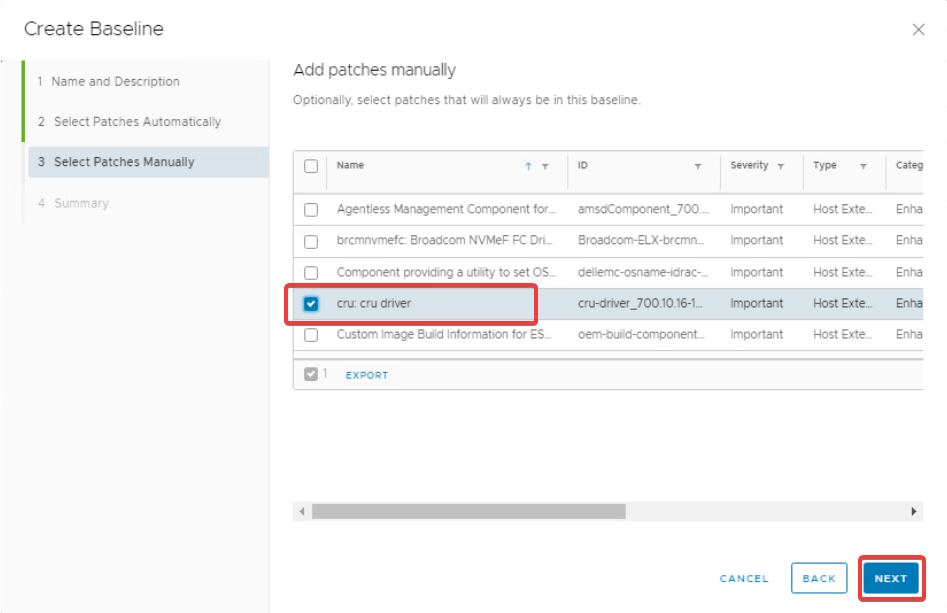 Create Baseline
1 Name and Description
2 Select Patches Automatically
3 Select Patches Manually
4 Summary
Add patches manually
Optionally, select patches that will always be in this baseline.
Name ID Severity Type Categ
Agentless Management Component for... amsdComponent_700.... Important Host Exte... Enha
brcmnvmefc: Broadcom NVMeF FC Dri... Broadcom-ELX-brcmn... Important Host Exte... Enha
Component providing a utility to set OS... dellemc-osname-idrac-... Important Host Exte... Enha
cru: cru driver cru-driver_700.10.16-1... Important Host Exte... Enha
Custom Image Build Information for ES... oem-build-component... Important Host Exte... Enha
1 EXPORT
CANCEL BACK NEXT